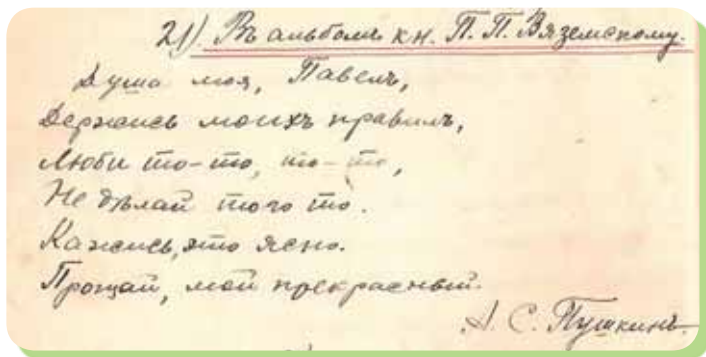 21). Въ альбомъ кн. П. П. Вяземскому.
Душа моя, Павелъ,
Держись моихъ правилъ,
Люби то-то, то-то,
Не дѣлай того то.
Кажись, это ясно.
Прощай, мой прекрасный.
А. С. Пушкинъ.